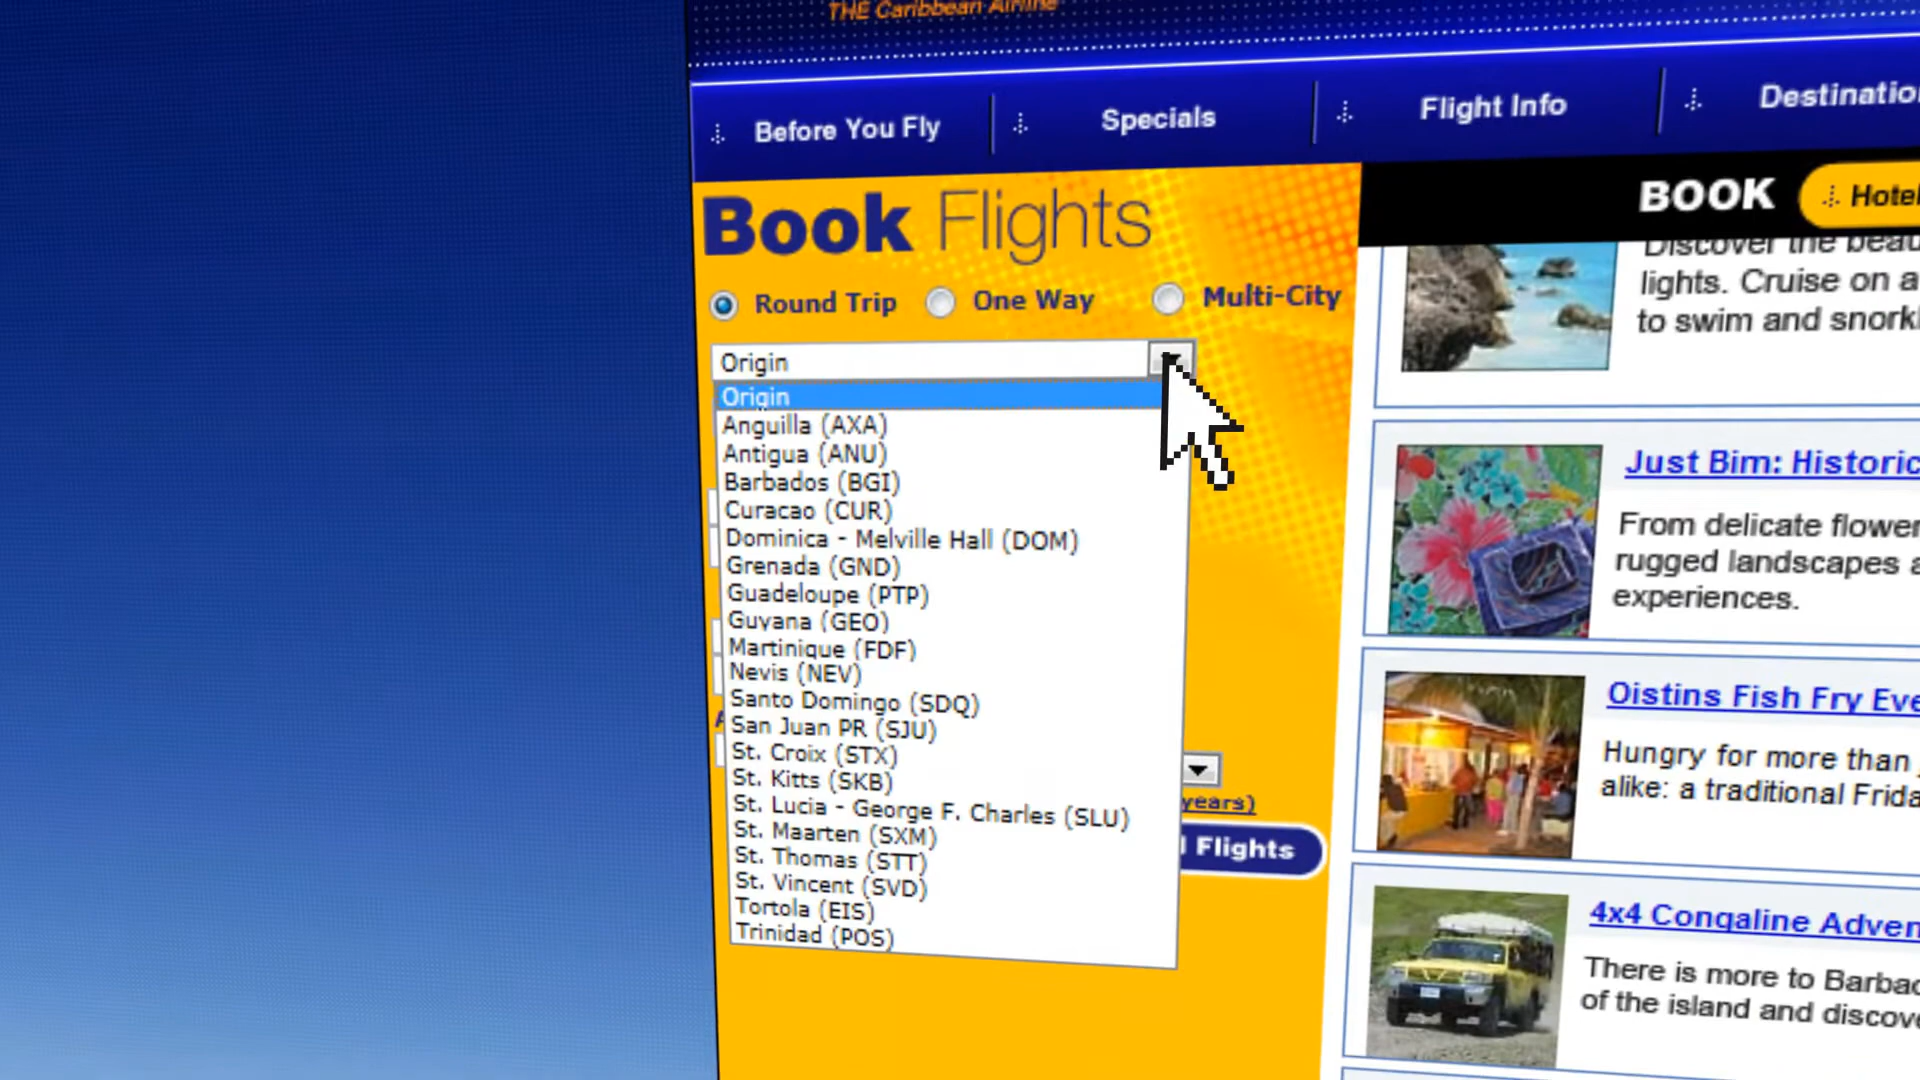 THE Caribbean Airline
Before You Fly
Specials
Flight Info
Destinatio
BOOK
Hotel
Book Flights
Round Trip
One Way
Multi-City
Origin
Origin
Anguilla (AXA)
Antigua (ANU)
Barbados (BGI)
Curacao (CUR)
Dominica - Melville Hall (DOM)
Grenada (GND)
Guadeloupe (PTP)
Guyana (GEO)
Martinique (FDF)
Nevis (NEV)
Santo Domingo (SDQ)
San Juan PR (SJU)
St. Croix (STX)
St. Kitts (SKB)
St. Lucia - George F. Charles (SLU)
St. Maarten (SXM)
St. Thomas (STT)
St. Vincent (SVD)
Tortola (EIS)
Trinidad (POS)
years)
Flights
Discover the beau
lights. Cruise on a
to swim and snorkl
Just Bim: Historic
From delicate flower
rugged landscapes a
experiences.
Oistins Fish Fry Eve
Hungry for more than
alike: a traditional Frida
4x4 Congaline Adven
There is more to Barbad
of the island and discove